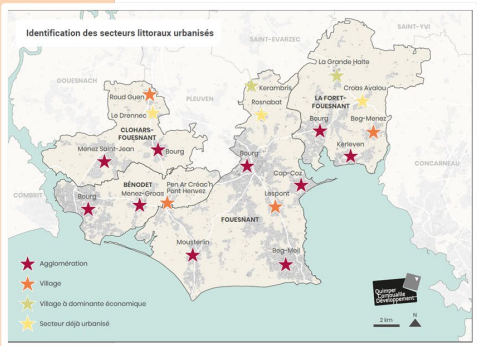 Identification des secteurs littoraux urbanisés
SAINT-YVI
SAINT-EVARZEC
La Grande Halte
GOUESNACH
Roud Guen
PLEUVEN
Kerambris
Croas Avalou
Le Drennec
Rosnabat
LA FORET-
FOUESNANT
Beg-Menez
CLOHARS-
FOUESNANT
Bourg
Bourg
Menez Saint-Jean
Bourg
Kerleven
CONCARNEAU
COMBRIT
BÉNODET
Cap-Coz
Bourg
Menez-Groas
Pen Ar Créac'h
Pont Henvez
Lespont
FOUESNANT
Mousterlin
Beg-Meil
Agglomération
Village
Village à dominante économique
Secteur déjà urbanisé
Quimper
Cornouaille
Développement
2 km
N